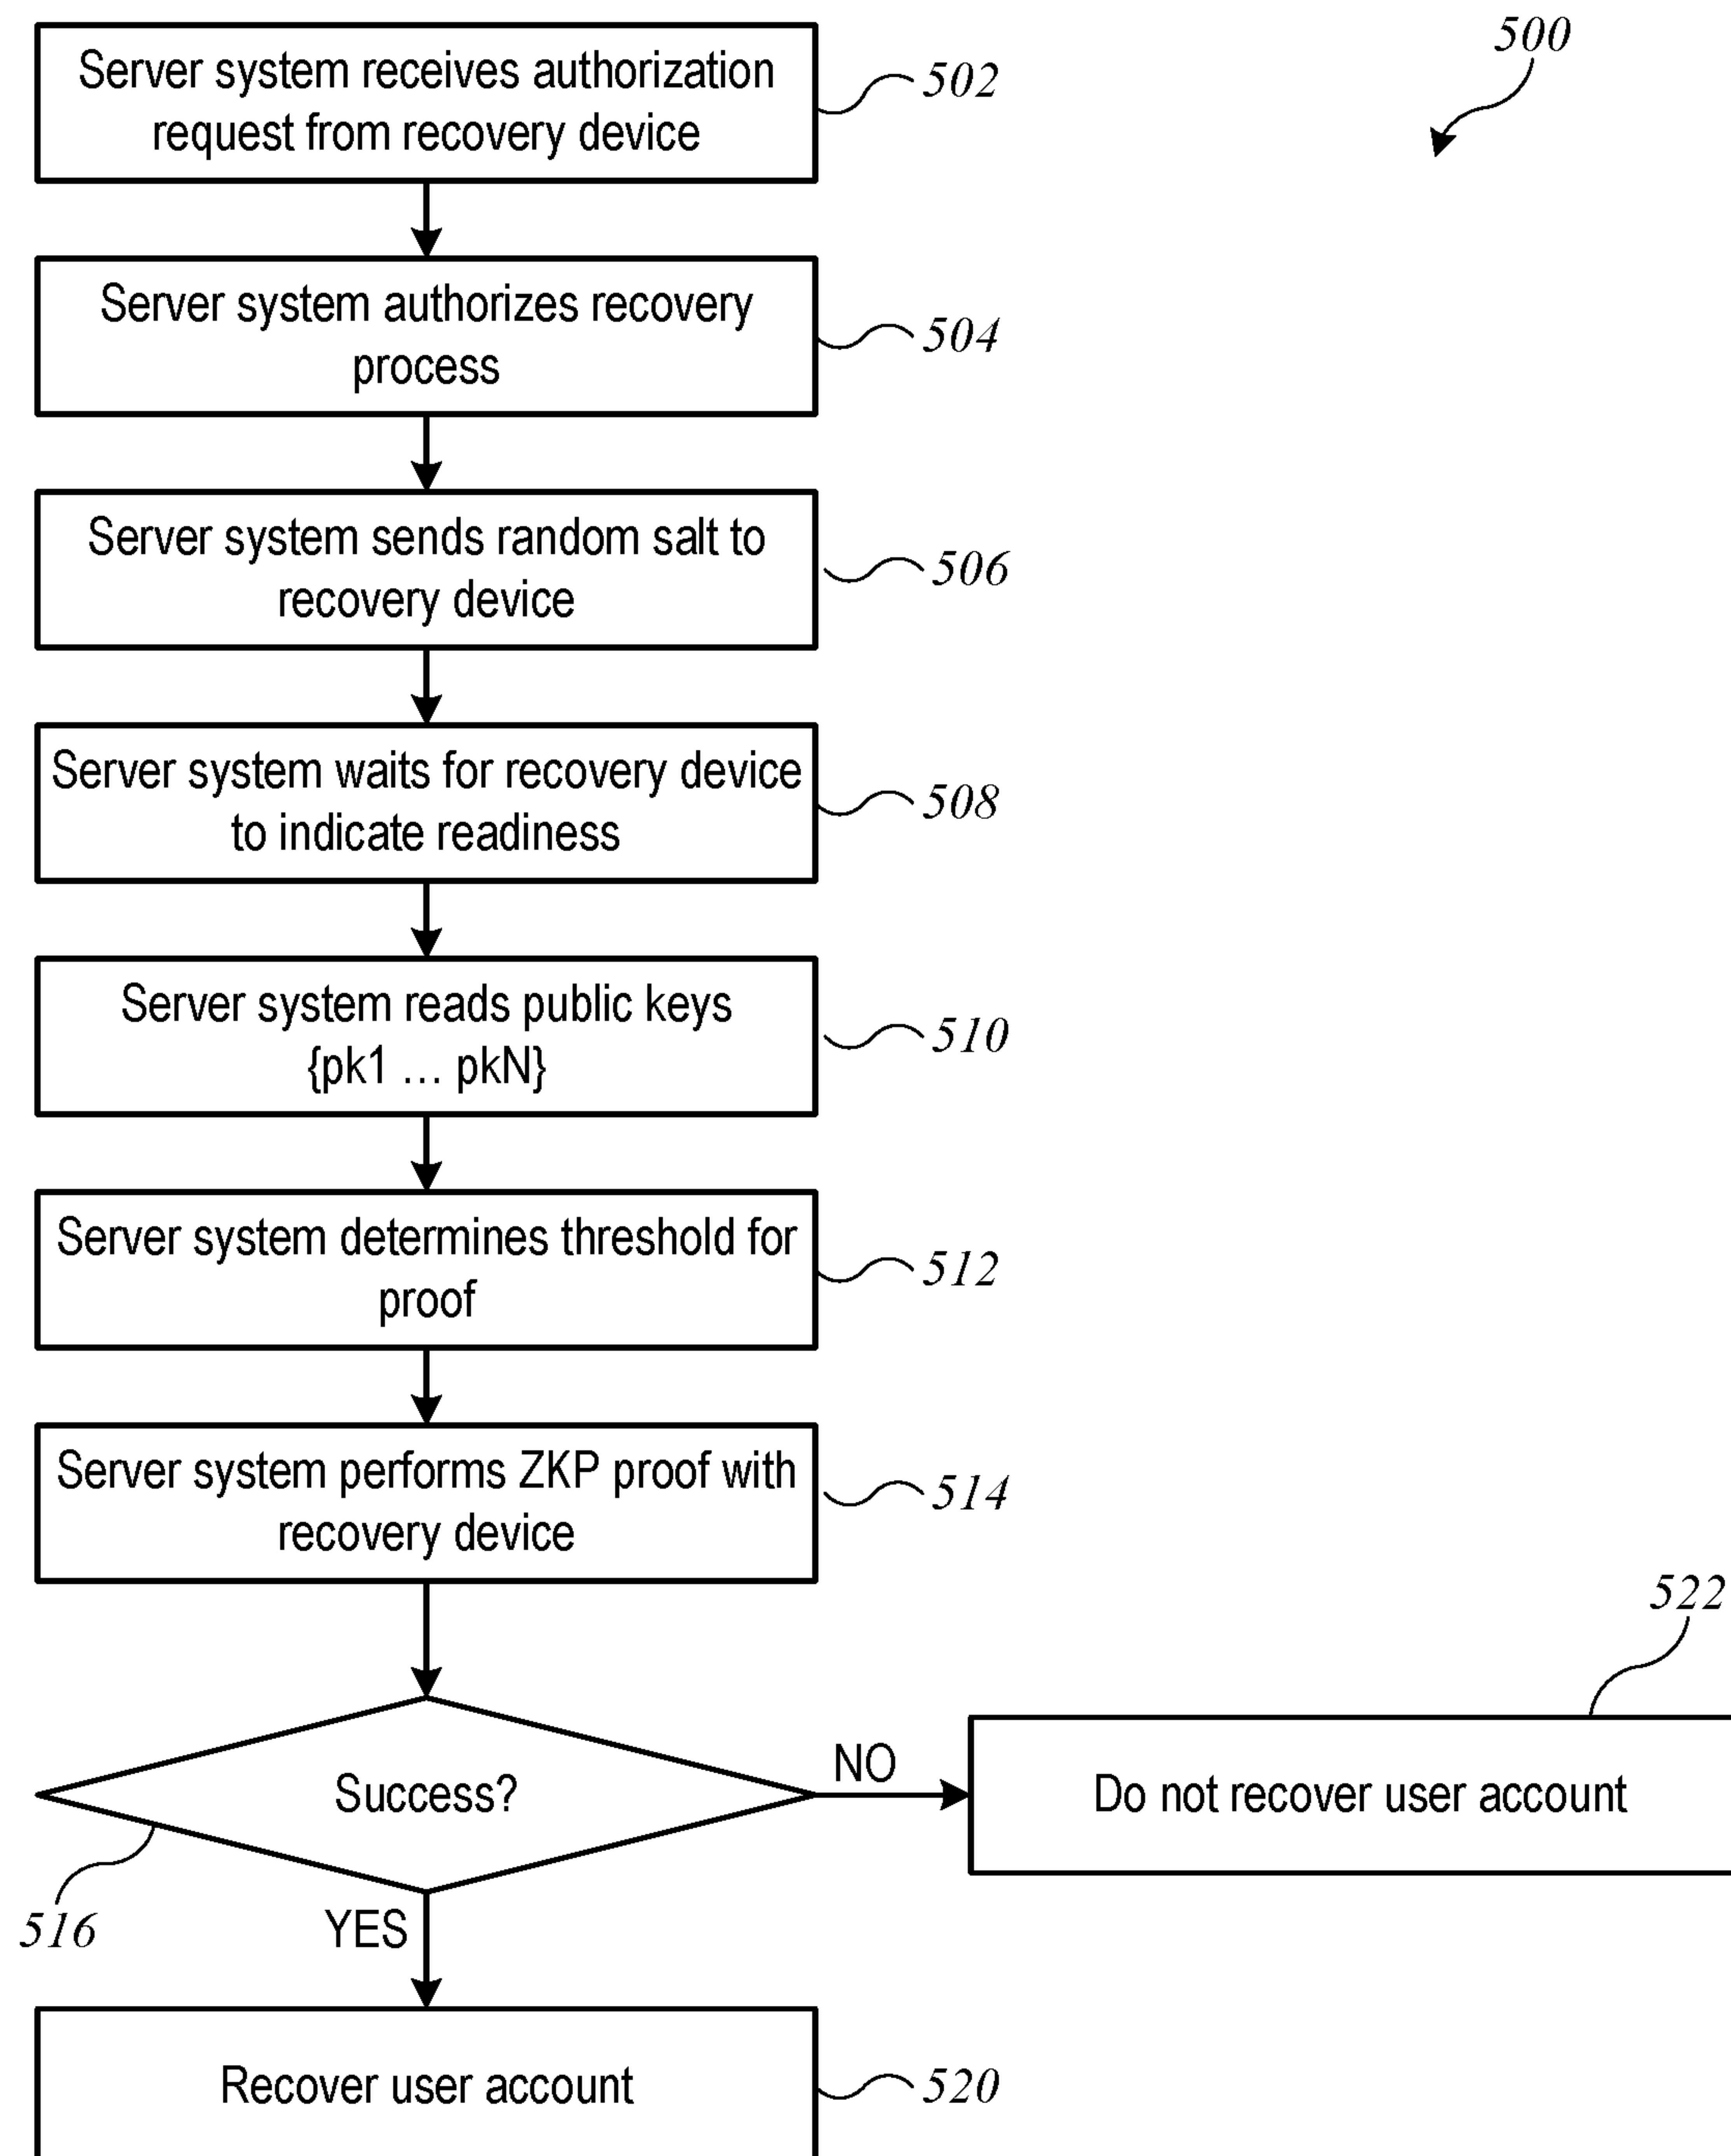 500
Server system receives authorization
request from recovery device
502
Server system authorizes recovery
process
504
Server system sends random salt to
recovery device
506
Server system waits for recovery device
to indicate readiness
508
Server system reads public keys
{pk1 ... pkN}
510
Server system determines threshold for
proof
512
Server system performs ZKP proof with
recovery device
514
522
Success?
NO
Do not recover user account
516
YES
Recover user account
520